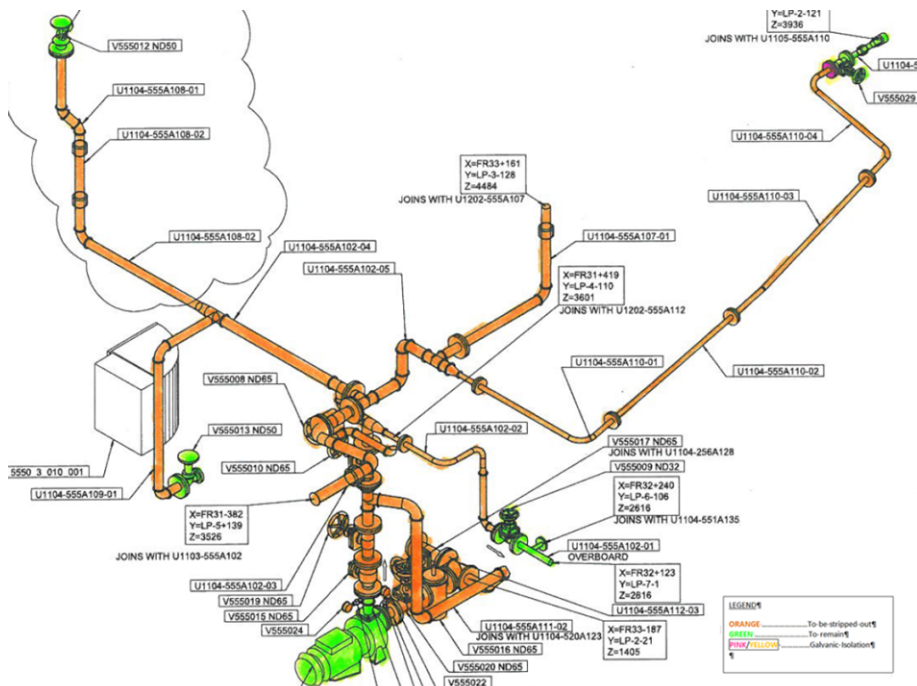 Y=LP-2-121
Z=3936
JOINS WITH U1105-555A110
V555012 ND50
U1104-5
V555029
U1104-555A108-01
U1104-555A108-02
U1104-555A110-04
X=FR33+161
Y=LP-3-128
Z=4484
JOINS WITH U1202-555A107
U1104-555A110-03
U1104-555A108-02
U1104-555A102-04
U1104-555A107-01
U1104-555A102-05
X=FR31+419
Y=LP-4-110
Z=3601
JOINS WITH U1202-555A112
U1104-555A110-01
U1104-555A110-02
V555008 ND65
V555013 ND50
U1104-555A102-02
V555017 ND65
JOINS WITH U1104-256A128
5550_3_010_001
V555010 ND65
V555009 ND32
U1104-555A109-01
X=FR31-382
Y=LP-5+139
Z=3526
JOINS WITH U1103-555A102
X=FR32+240
Y=LP-6-106
Z=2616
JOINS WITH U1104-551A135
U1104-555A102-01
OVERBOARD
U1104-555A102-03
V555019 ND65
V555015 ND65
V555024
X=FR32+123
Y=LP-7-1
Z=2616
U1104-555A112-03
U1104-555A111-02
JOINS WITH U1104-520A123
V555016 ND65
X=FR33-187
Y=LP-2-21
Z=1405
V555020 ND65
V555022
LEGEND¶
ORANGE..............To-be-stripped-out¶
GREEN..............To-remain¶
PINK/YELLOW..........Galvanic-Isolation¶
¶